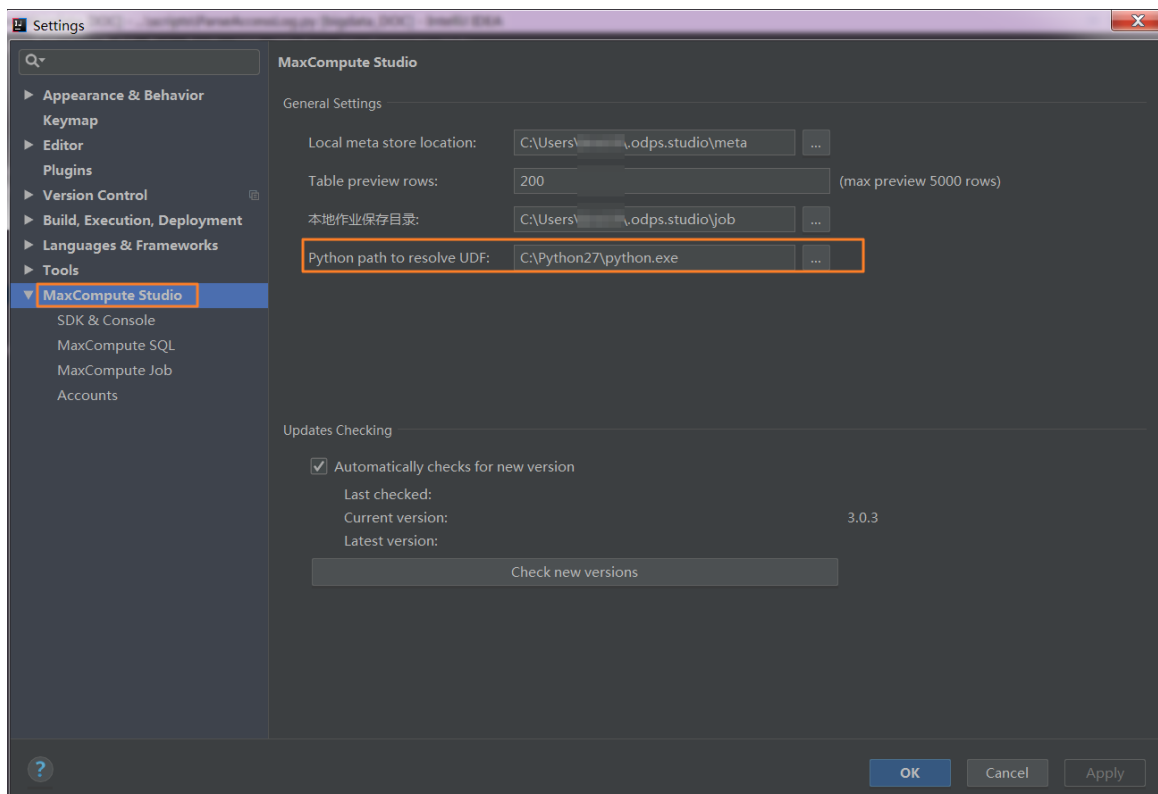 Settings
MaxCompute Studio
Appearance & Behavior
General Settings
Keymap
Local meta store location: C:\Users\ \.odps.studio\meta ...
Editor
Plugins
Table preview rows: 200 (max preview 5000 rows)
Version Control
Build, Execution, Deployment
本地作业保存目录: C:\Users\ \.odps.studio\job ...
Languages & Frameworks
Python path to resolve UDF: C:\Python27\python.exe ...
Tools
MaxCompute Studio
SDK & Console
MaxCompute SQL
MaxCompute Job
Accounts
Updates Checking
Automatically checks for new version
Last checked:
Current version: 3.0.3
Latest version:
Check new versions
?
OK Cancel Apply